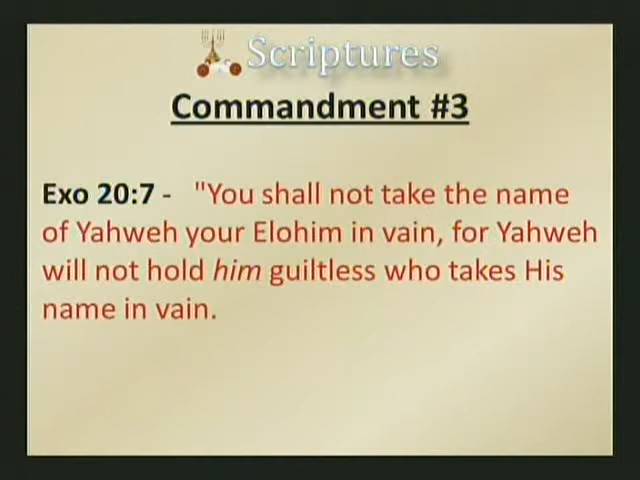 Scriptures
Commandment #3
Exo 20:7 - "You shall not take the name
of Yahweh your Elohim in vain, for Yahweh
will not hold him guiltless who takes His
name in vain.